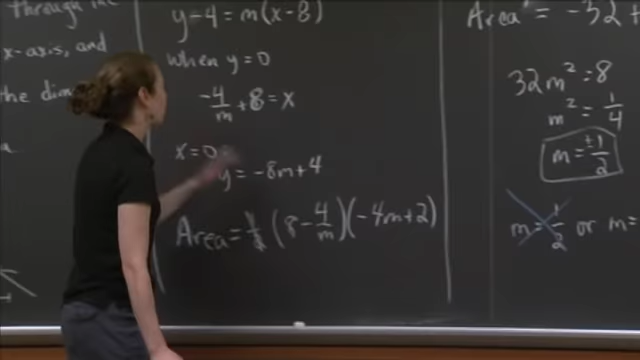 through the
x-axis, and
the dim
y-4=m(x-8)
when y=0
-4/m+8=x
x=0
y=-8m+4
Area=1/2(8-4/m)(-4m+2)
Area'=-32+
32m²=8
m²=1/4
m=±1/2
m=1/2 or m=